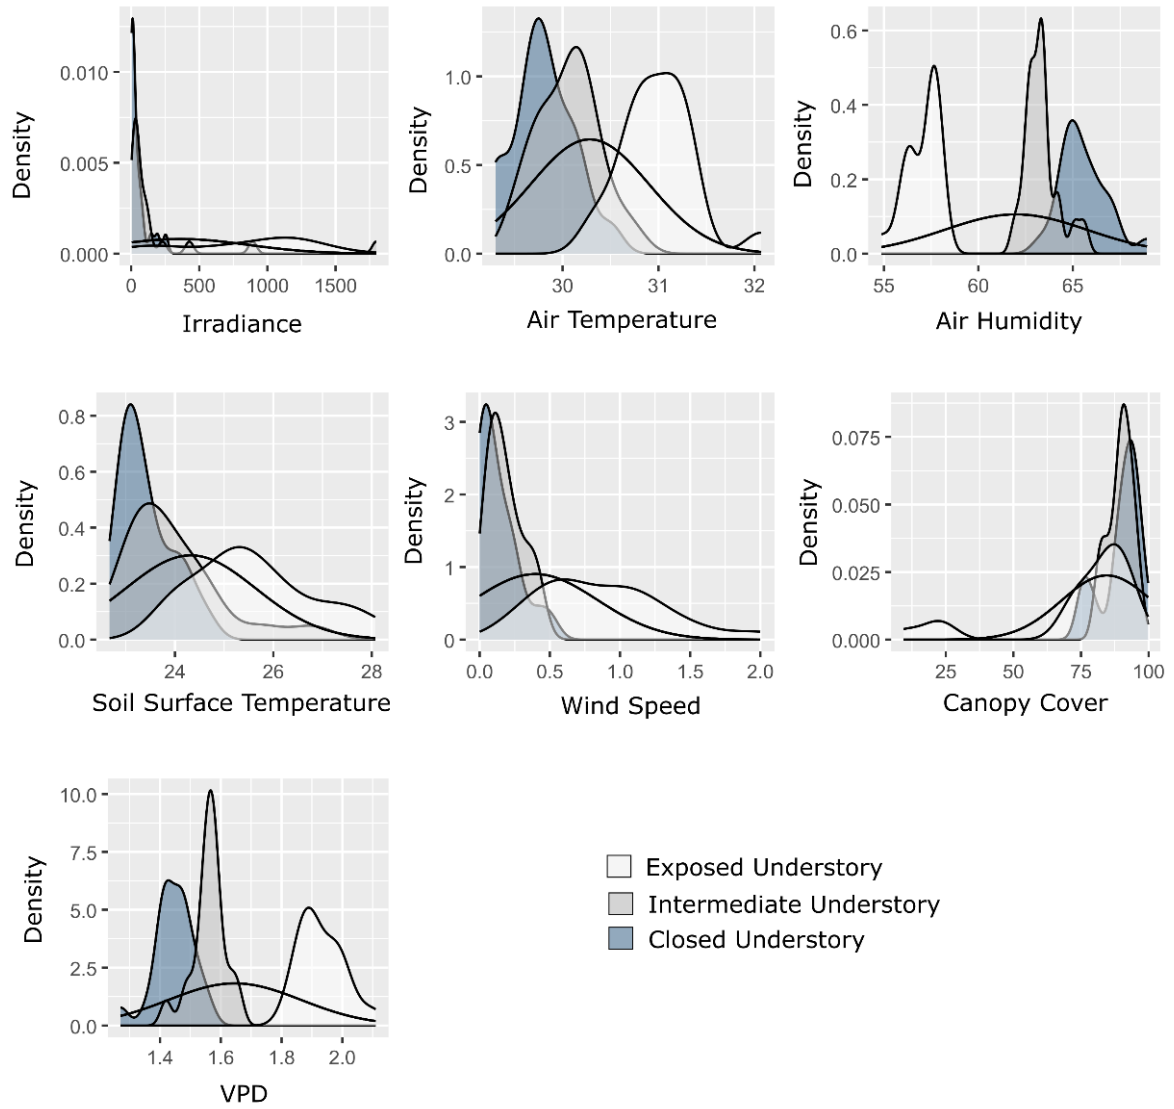 Density
0.010
0.005
0.000
0 500 1000 1500
Irradiance
Density
1.0
0.5
0.0
30 31 32
Air Temperature
Density
0.6
0.4
0.2
0.0
55 60 65
Air Humidity
Density
0.8
0.6
0.4
0.2
0.0
24 26 28
Soil Surface Temperature
Density
3
2
1
0
0.0 0.5 1.0 1.5 2.0
Wind Speed
Density
0.075
0.050
0.025
0.000
25 50 75 100
Canopy Cover
Density
10.0
7.5
5.0
2.5
0.0
1.4 1.6 1.8 2.0
VPD
Exposed Understory
Intermediate Understory
Closed Understory